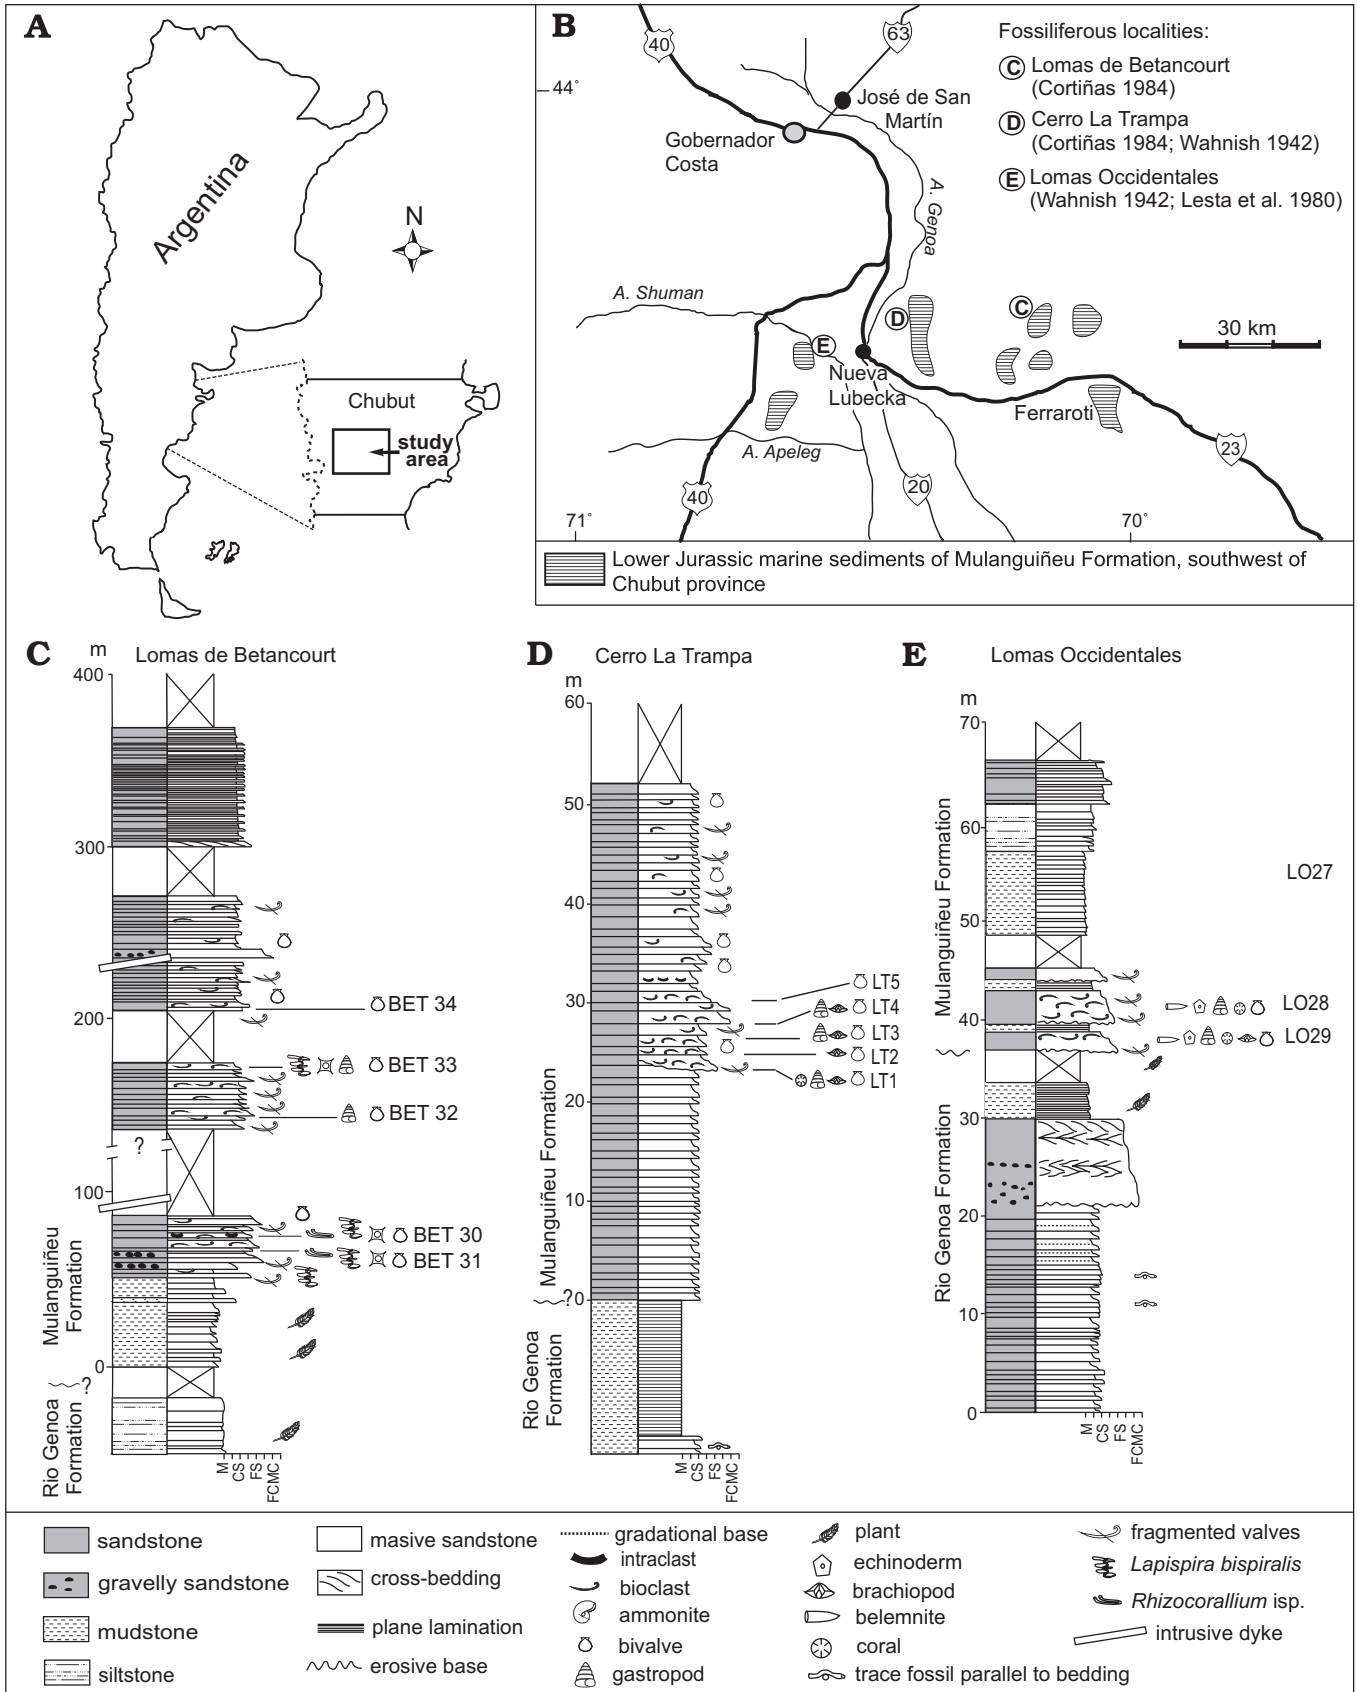 A
Argentina
N
Chubut
study
area
B
40
63
44°
José de San
Martín
Gobernador
Costa
A. Genoa
Fossiliferous localities:
C Lomas de Betancourt
(Cortiñas 1984)
D Cerro La Trampa
(Cortiñas 1984; Wahnish 1942)
E Lomas Occidentales
(Wahnish 1942; Lesta et al. 1980)
A. Shuman
D
C
E
30 km
Nueva
Lubecka
Ferraroti
A. Apeleg
40
20
23
71°
70°
Lower Jurassic marine sediments of Mulanguiñeu Formation, southwest of
Chubut province
C
m
Lomas de Betancourt
400
300
200
100
0
?
?
BET 34
BET 33
BET 32
BET 30
BET 31
Mulanguiñeu
Formation
Rio Genoa
Formation
M
CS
FS
FCMC
D
Cerro La Trampa
m
60
50
40
30
20
10
?0
LT5
LT4
LT3
LT2
LT1
Mulanguiñeu Formation
Rio Genoa
Formation
M
CS
FS
FCMC
E
Lomas Occidentales
m
70
60
50
40
30
20
10
0
LO27
LO28
LO29
Mulanguiñeu Formation
Rio Genoa Formation
M
CS
FS
FCMC
sandstone
gravelly sandstone
mudstone
siltstone
masive sandstone
cross-bedding
plane lamination
erosive base
gradational base
intraclast
bioclast
ammonite
bivalve
gastropod
plant
echinoderm
brachiopod
belemnite
coral
trace fossil parallel to bedding
fragmented valves
Lapispira bispiralis
Rhizocorallium isp.
intrusive dyke